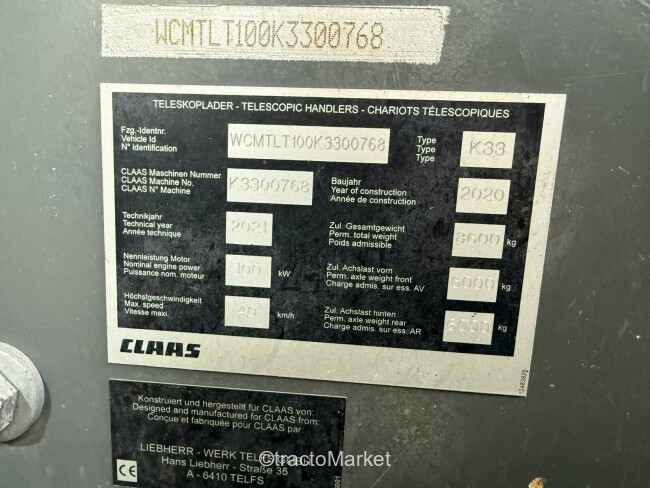 WCMTLT100K3300768
TELESKOPLADER - TELESCOPIC HANDLERS - CHARIOTS TÉLESCOPIQUES
Fzg.-Identnr.
Vehicle Id
N° identification
WCMTLT100K3300768
Type
Type
Type
K33
CLAAS Maschinen Nummer
CLAAS Machine No.
CLAAS N° Machine
K3300768
Baujahr
Year of construction
Année de construction
2020
Technikjahr
Technical year
Année technique
2021
Zul. Gesamtgewicht
Perm. total weight
Poids admissible
8600 kg
Nennleistung Motor
Nominal engine power
Puissance nom. moteur
100 kW
Zul. Achslast vorn
Perm. axle weight front
Charge admis. sur ess. AV
6000 kg
Höchstgeschwindigkeit
Max. speed
Vitesse maxi.
40 km/h
Zul. Achslast hinten
Perm. axle weight rear
Charge admis. sur ess. AR
6000 kg
CLAAS
Konstruiert und hergestellt für CLAAS von:
Designed and manufactured for CLAAS from:
Conçue et fabriquée pour CLAAS par:
LIEBHERR - WERK
Hans Liebherr - Straße 35
A - 6410 TELFS
CE
©tractoMarket